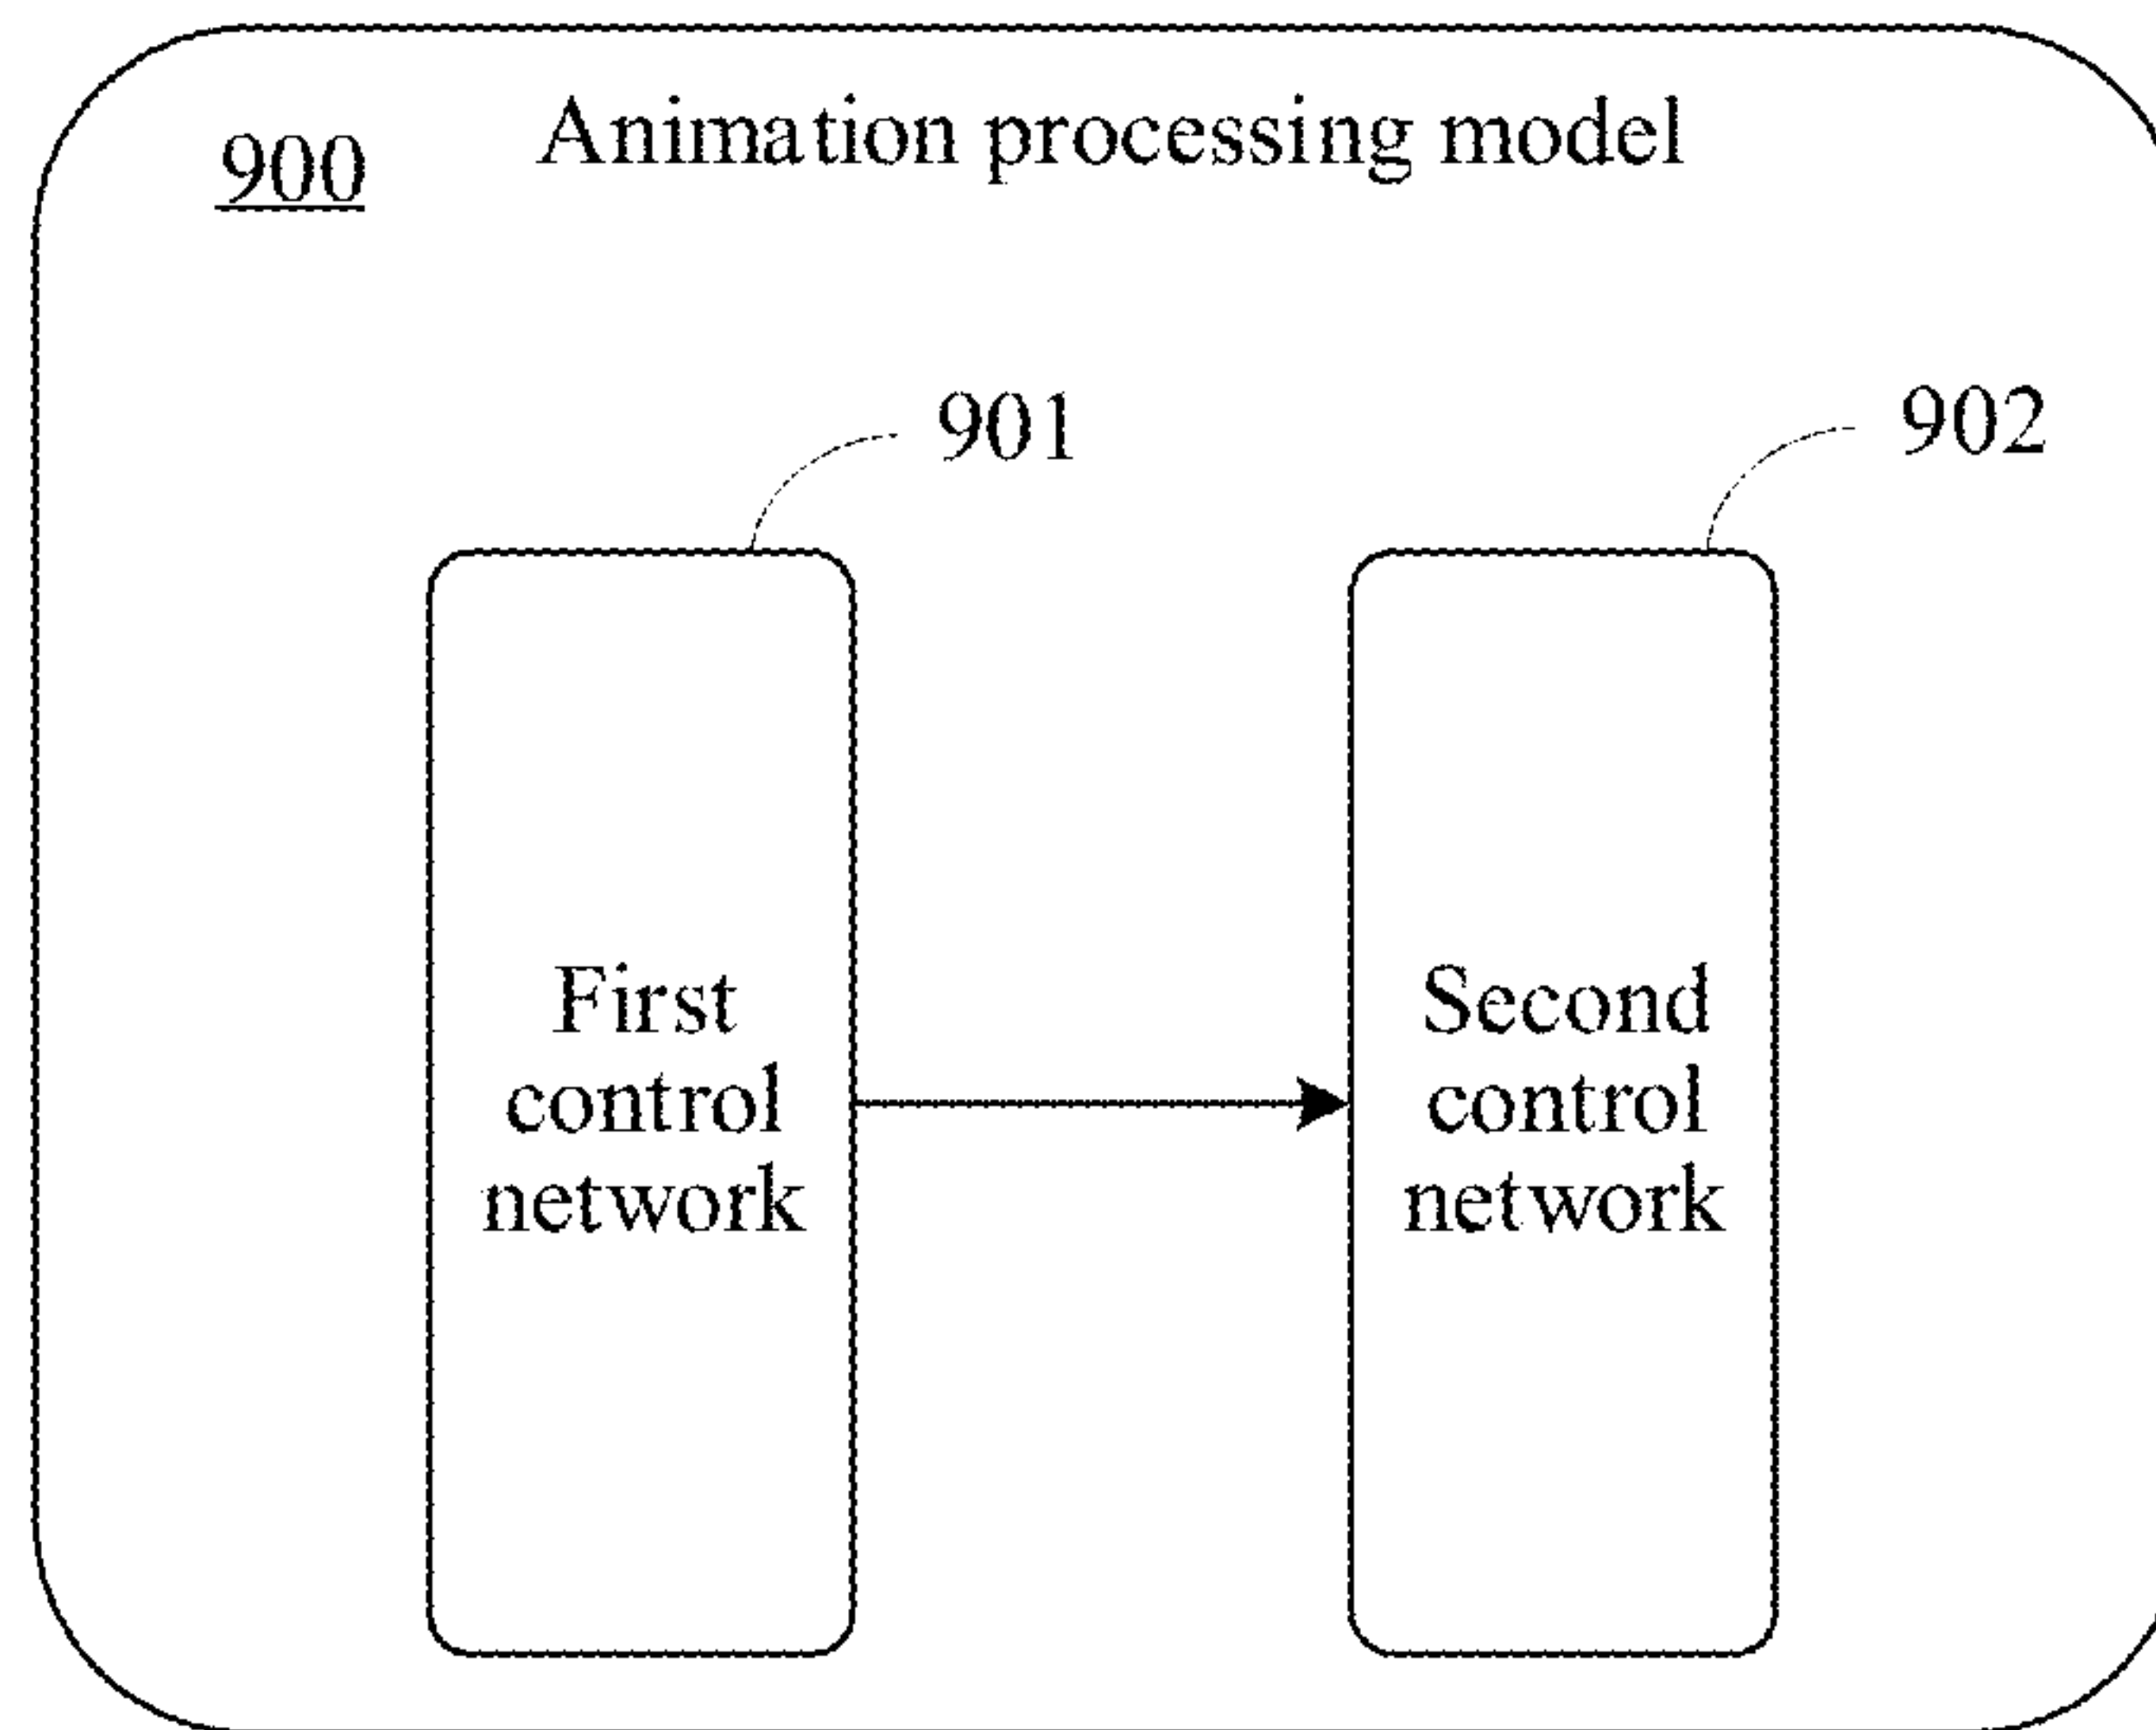 Animation processing model
900
901
902
First
control
network
Second
control
network